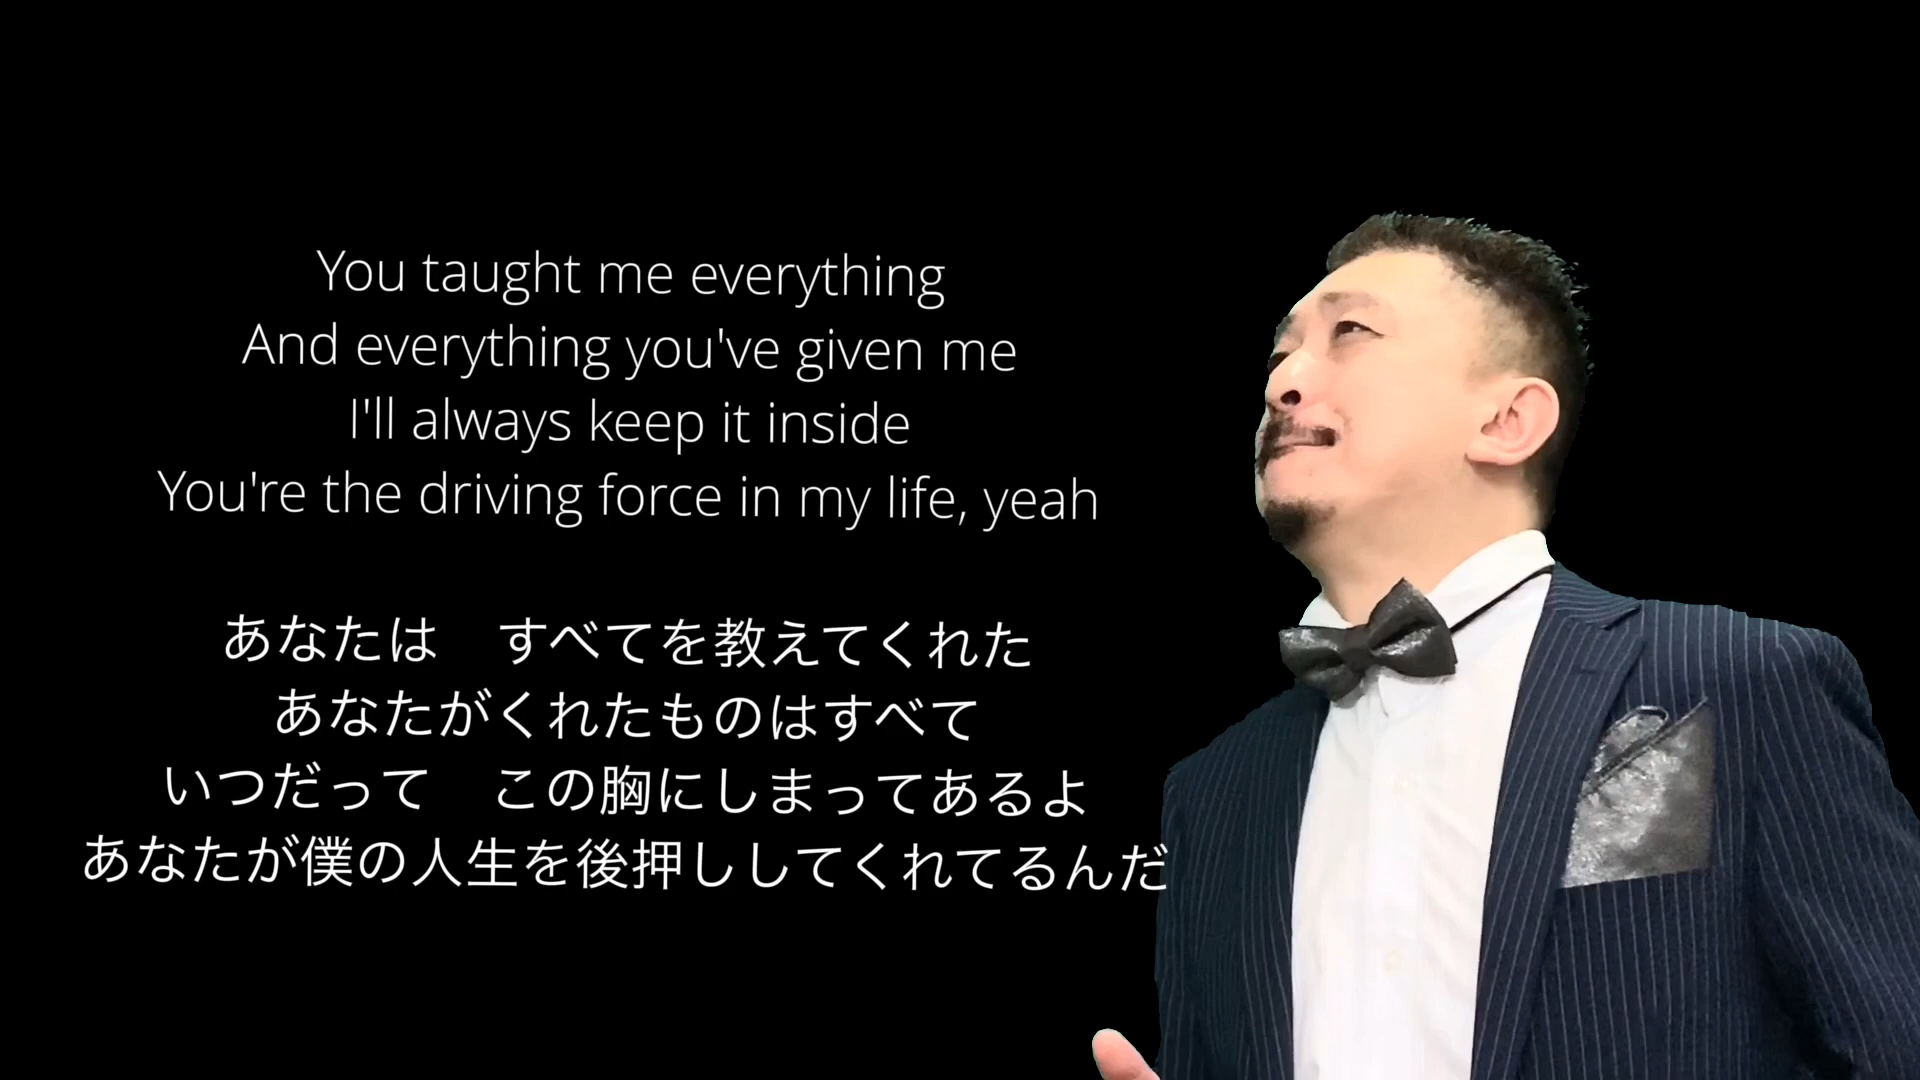 You taught me everything
And everything you've given me
I'll always keep it inside
You're the driving force in my life, yeah
あなたは　すべてを教えてくれた
あなたがくれたものはすべて
いつだって　この胸にしまってあるよ
あなたが僕の人生を後押ししてくれてるんだ